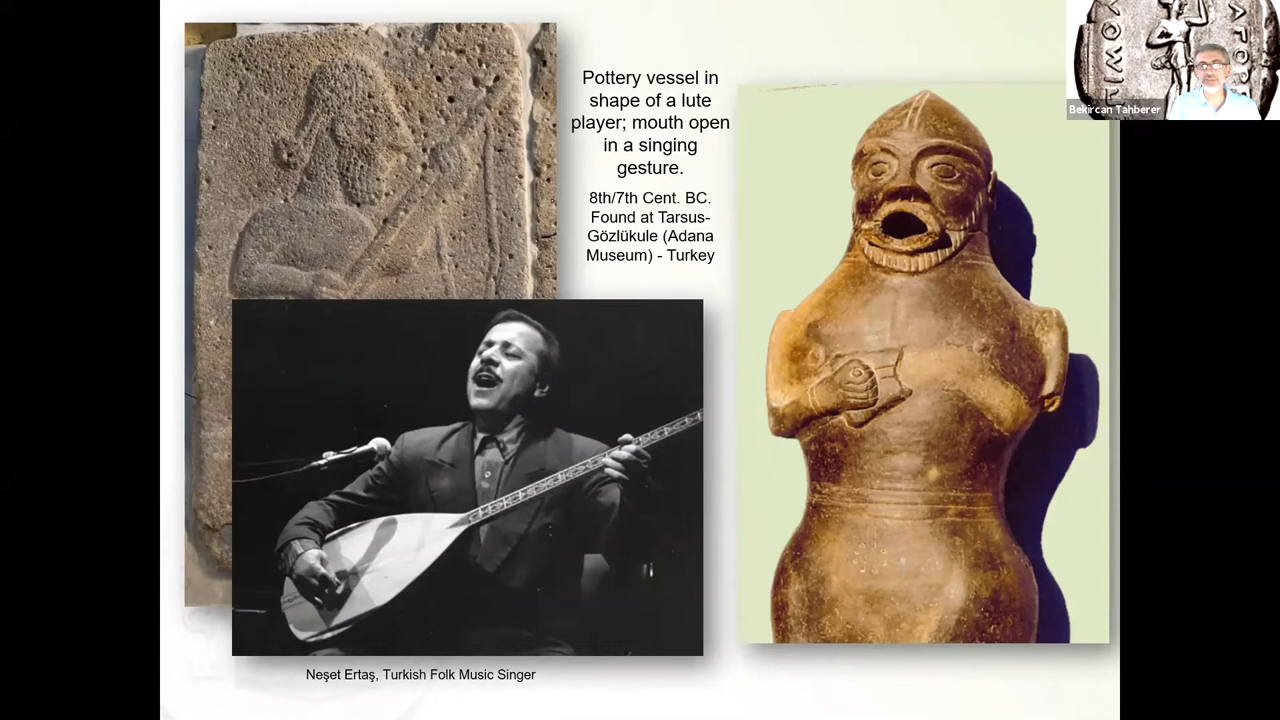 Pottery vessel in
shape of a lute
player; mouth open
in a singing
gesture.
8th/7th Cent. BC.
Found at Tarsus-
Gözlükule (Adana
Museum) - Turkey
Bekircan Tahberer
Neşet Ertaş, Turkish Folk Music Singer